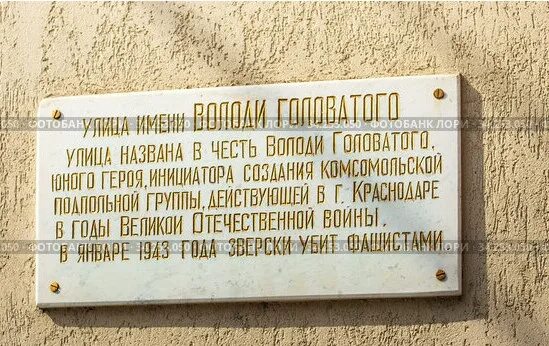 УЛИЦА ИМЕНИ ВОЛОДИ ГОЛОВАТОГО
УЛИЦА НАЗВАНА В ЧЕСТЬ ВОЛОДИ ГОЛОВАТОГО,
ЮНОГО ГЕРОЯ, ИНИЦИАТОРА СОЗДАНИЯ КОМСОМОЛЬСКОЙ
ПОДПОЛЬНОЙ ГРУППЫ, ДЕЙСТВУЮЩЕЙ В Г. КРАСНОДАРЕ
В ГОДЫ ВЕЛИКОЙ ОТЕЧЕСТВЕННОЙ ВОЙНЫ,
В ЯНВАРЕ 1943 ГОДА ЗВЕРСКИ УБИТ ФАШИСТАМИ